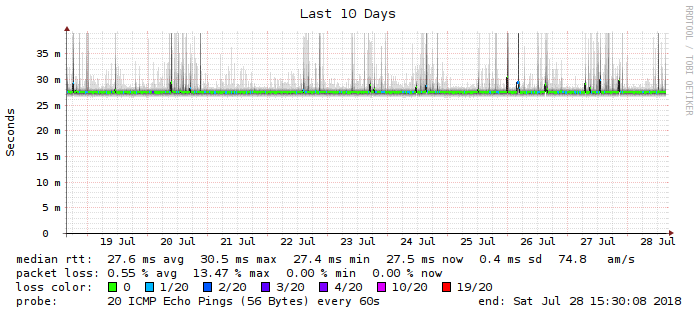 Last 10 Days
RRDTOOL / TOBI OETIKER
Seconds
35 m
30 m
25 m
20 m
15 m
10 m
5 m
0
19 Jul 20 Jul 21 Jul 22 Jul 23 Jul 24 Jul 25 Jul 26 Jul 27 Jul 28 Jul
median rtt: 27.6 ms avg 30.5 ms max 27.4 ms min 27.5 ms now 0.4 ms sd 74.8 am/s
packet loss: 0.55 % avg 13.47 % max 0.00 % min 0.00 % now
loss color: 0 1/20 2/20 3/20 4/20 10/20 19/20
probe: 20 ICMP Echo Pings (56 Bytes) every 60s end: Sat Jul 28 15:30:08 2018